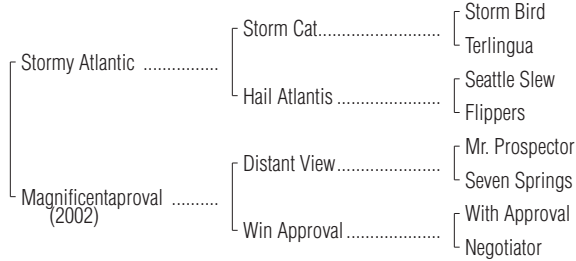 Storm Bird
Storm Cat..............................
Terlingua
Stormy Atlantic ..................
Seattle Slew
Hail Atlantis .........................
Flippers
Mr. Prospector
Distant View.........................
Seven Springs
Magnificentaproval ...........
(2002)
With Approval
Win Approval.......................
Negotiator